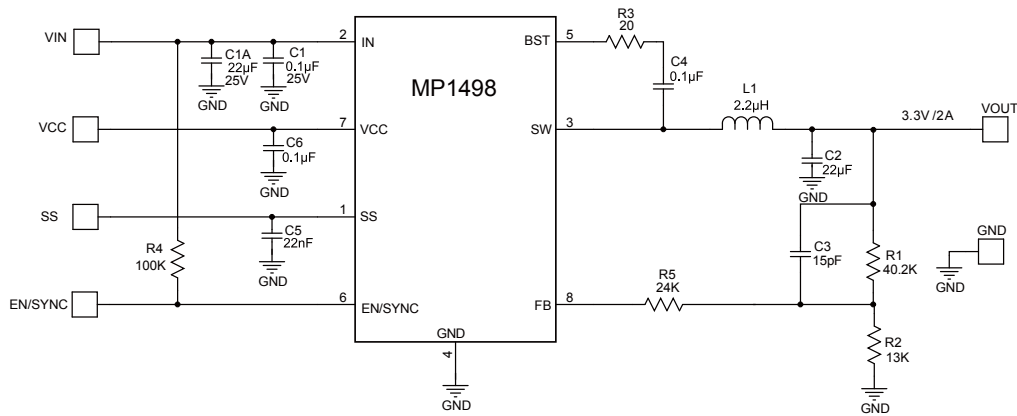 VIN
C1A
22µF
25V
GND
C1
0.1µF
25V
GND
2
IN
MP1498
BST
5
R3
20
C4
0.1µF
VCC
7
VCC
C6
0.1µF
GND
SW
3
L1
2.2µH
3.3V /2A
VOUT
C2
22µF
GND
SS
1
SS
C5
22nF
GND
R4
100K
C3
15pF
R1
40.2K
GND
GND
EN/SYNC
6
EN/SYNC
FB
8
R5
24K
GND
4
GND
R2
13K
GND